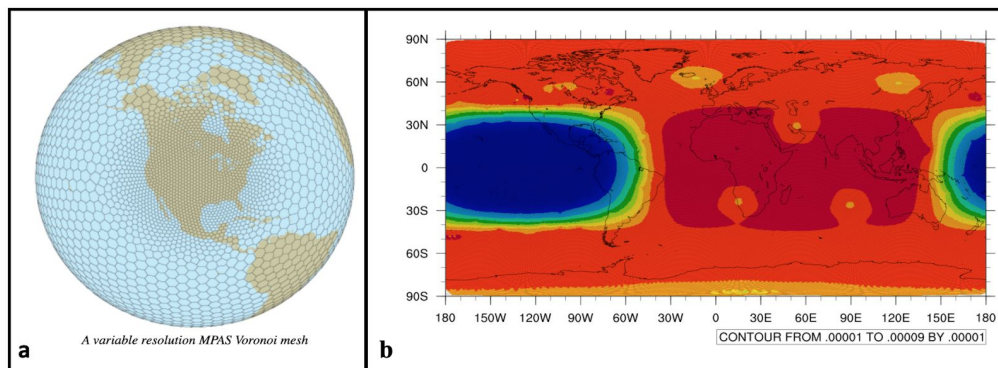 A variable resolution MPAS Voronoi mesh
a
90N
60N
30N
0
30S
60S
90S
180 150W 120W 90W 60W 30W 0 30E 60E 90E 120E 150E 180
CONTOUR FROM .00001 TO .00009 BY .00001
b